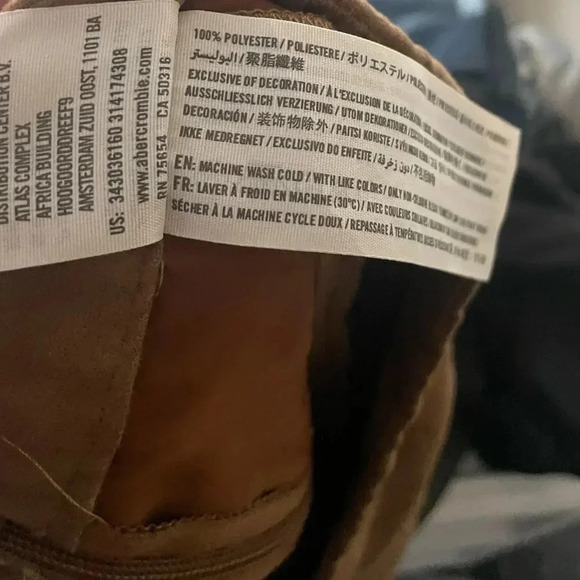 DISTRIBUTION CENTER B.V.
ATLAS COMPLEX
AFRICA BUILDING
HOOGOORDDREEF9
AMSTERDAM ZUID OOST, 1101 BA
US: 343036160 314174308
www.abercrombie.com
RN 75654 CA 50316
100% POLYESTER / POLIESTERE / ポリエステル /
البوليستر / 聚脂纖維
EXCLUSIVE OF DECORATION / À L'EXCLUSION DE LA
AUSSCHLIESSLICH VERZIERUNG / UTOM DEKORATIONER /
DECORACIÓN / 装饰物除外 / PAITSI KORISTE /
IKKE MEDREGNET / EXCLUSIVO DO ENFEITE / دون زخرفة /
EN: MACHINE WASH COLD / WITH LIKE COLORS / ONLY
FR: LAVER À FROID EN MACHINE (30°C) / AVEC COULEURS
SÉCHER À LA MACHINE CYCLE DOUX / REPASSAGE À